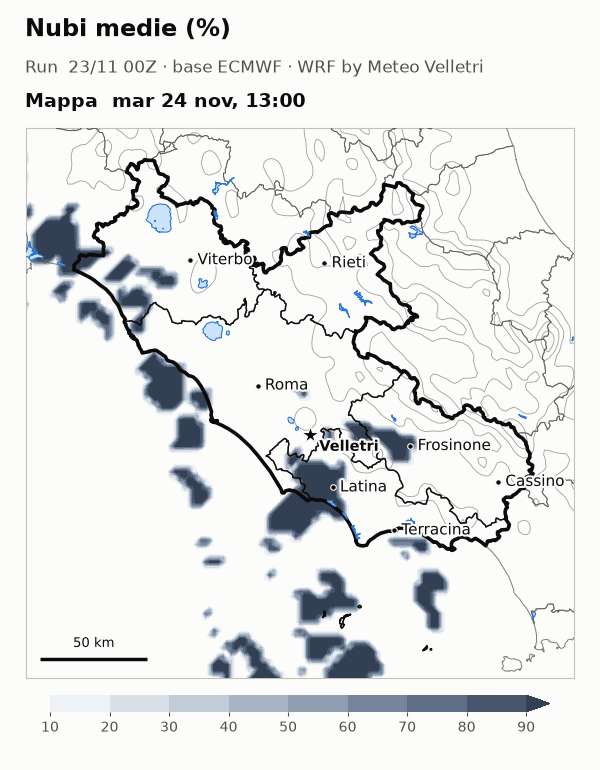 Nubi medie (%)
Run  23/11 00Z · base ECMWF · WRF by Meteo Velletri
Mappa  mar 24 nov, 13:00
Viterbo
Rieti
Roma
Velletri
Frosinone
Latina
Cassino
Terracina
50 km
10 20 30 40 50 60 70 80 90